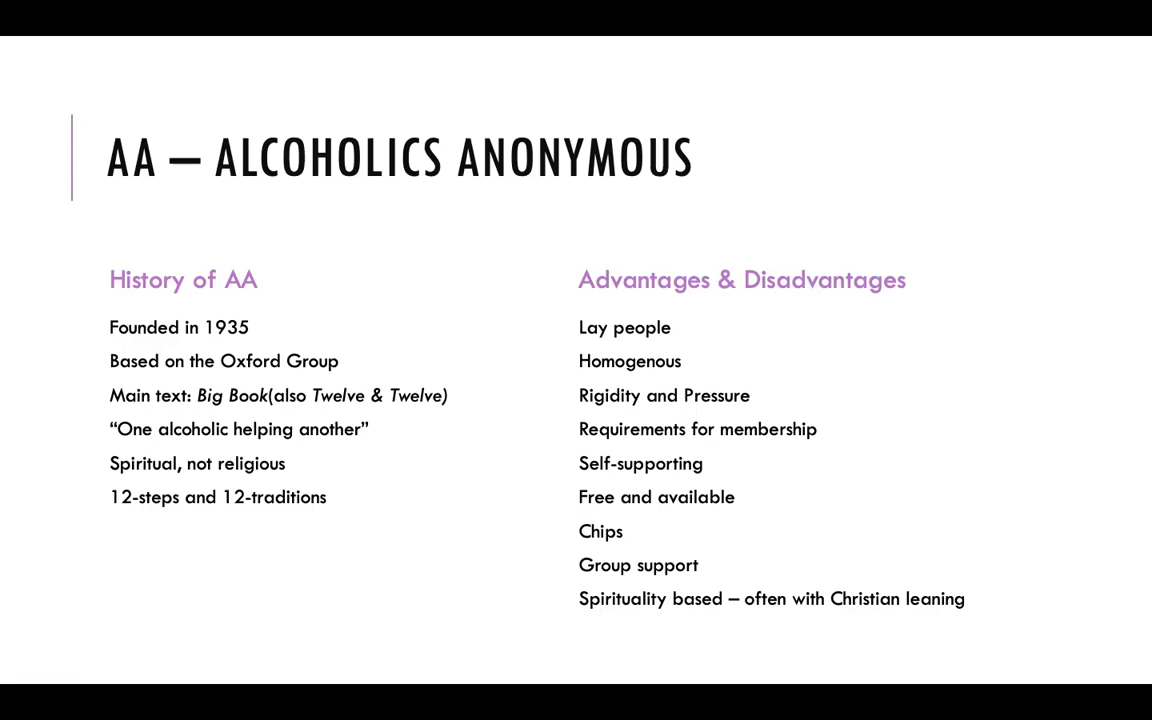 AA – ALCOHOLICS ANONYMOUS
History of AA
Founded in 1935
Based on the Oxford Group
Main text: Big Book(also Twelve & Twelve)
“One alcoholic helping another”
Spiritual, not religious
12-steps and 12-traditions
Advantages & Disadvantages
Lay people
Homogenous
Rigidity and Pressure
Requirements for membership
Self-supporting
Free and available
Chips
Group support
Spirituality based – often with Christian leaning